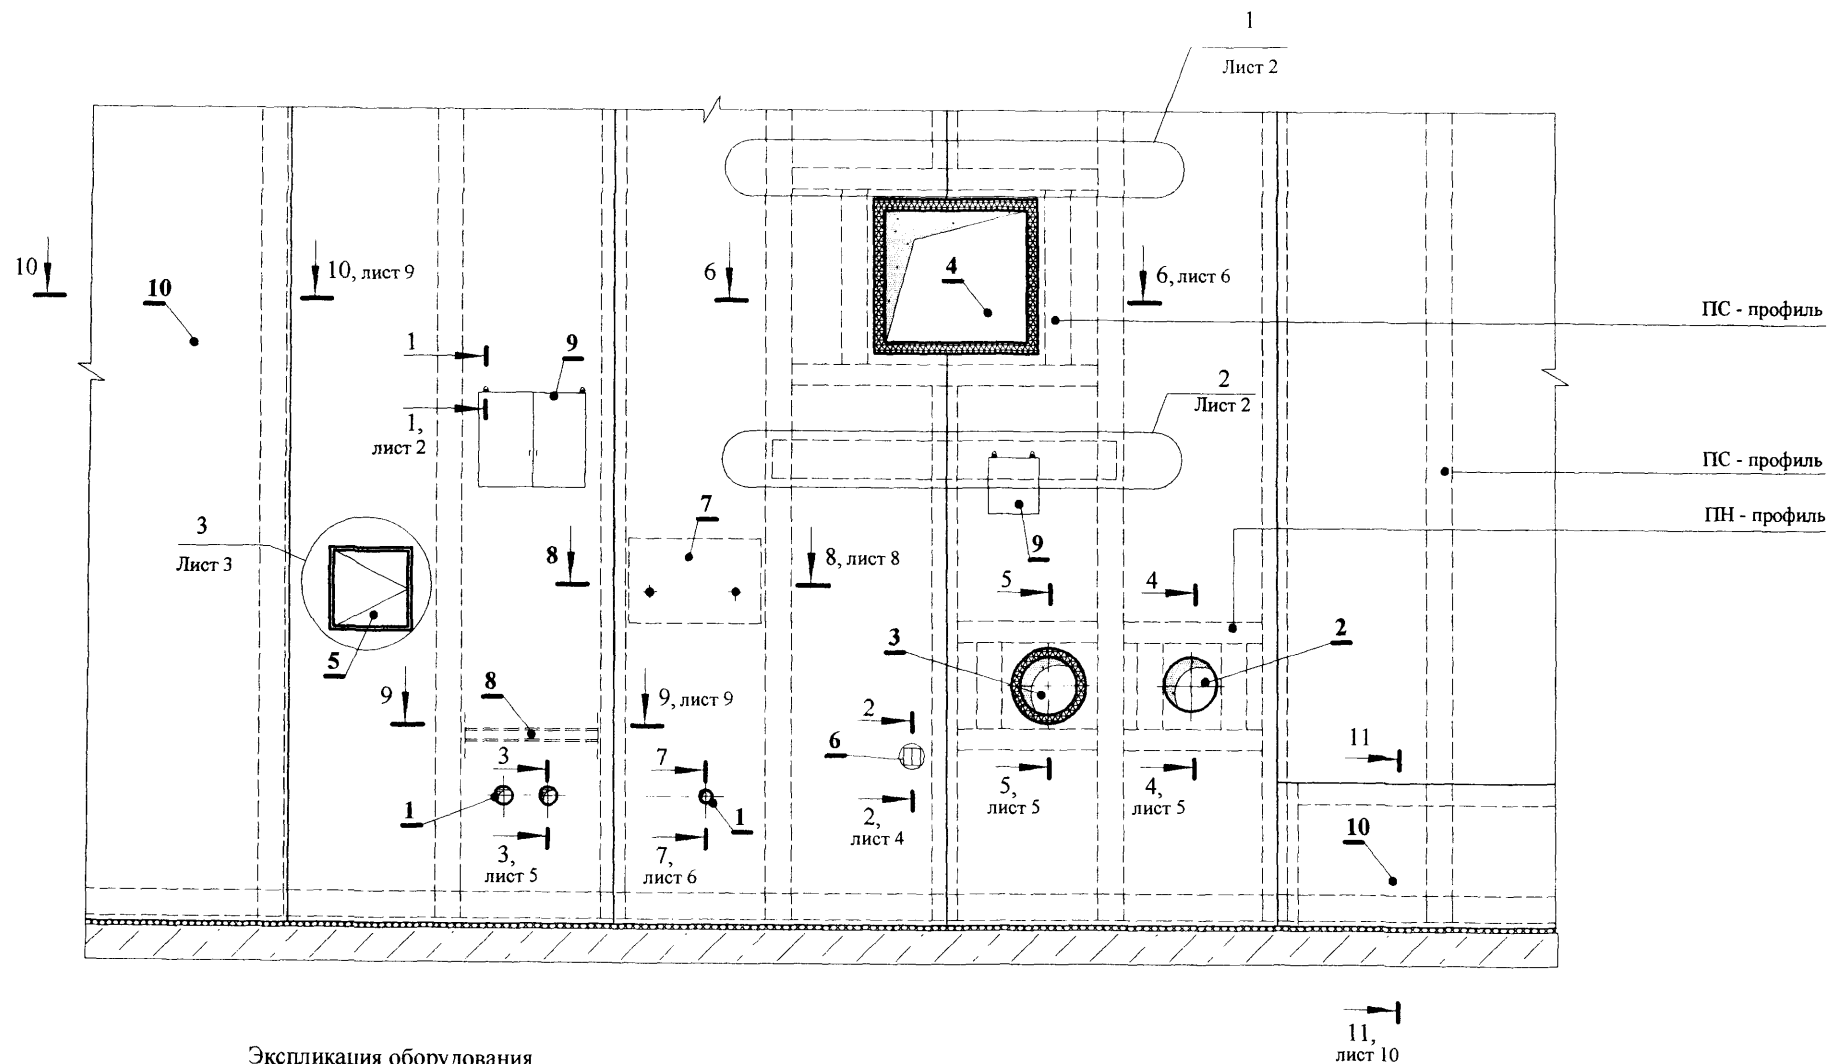 1
Лист 2
10
10, лист 9
10
6
4
6, лист 6
ПС - профиль
1
9
2
Лист 2
1,
лист 2
ПС - профиль
3
Лист 3
7
ПН - профиль
8
8, лист 8
9
5
4
5
3
2
9
8
9, лист 9
2
6
3
7
11
1
1
5,
лист 5
4,
лист 5
2,
лист 4
10
3,
лист 5
7,
лист 6
11,
лист 10
Экспликация оборудования